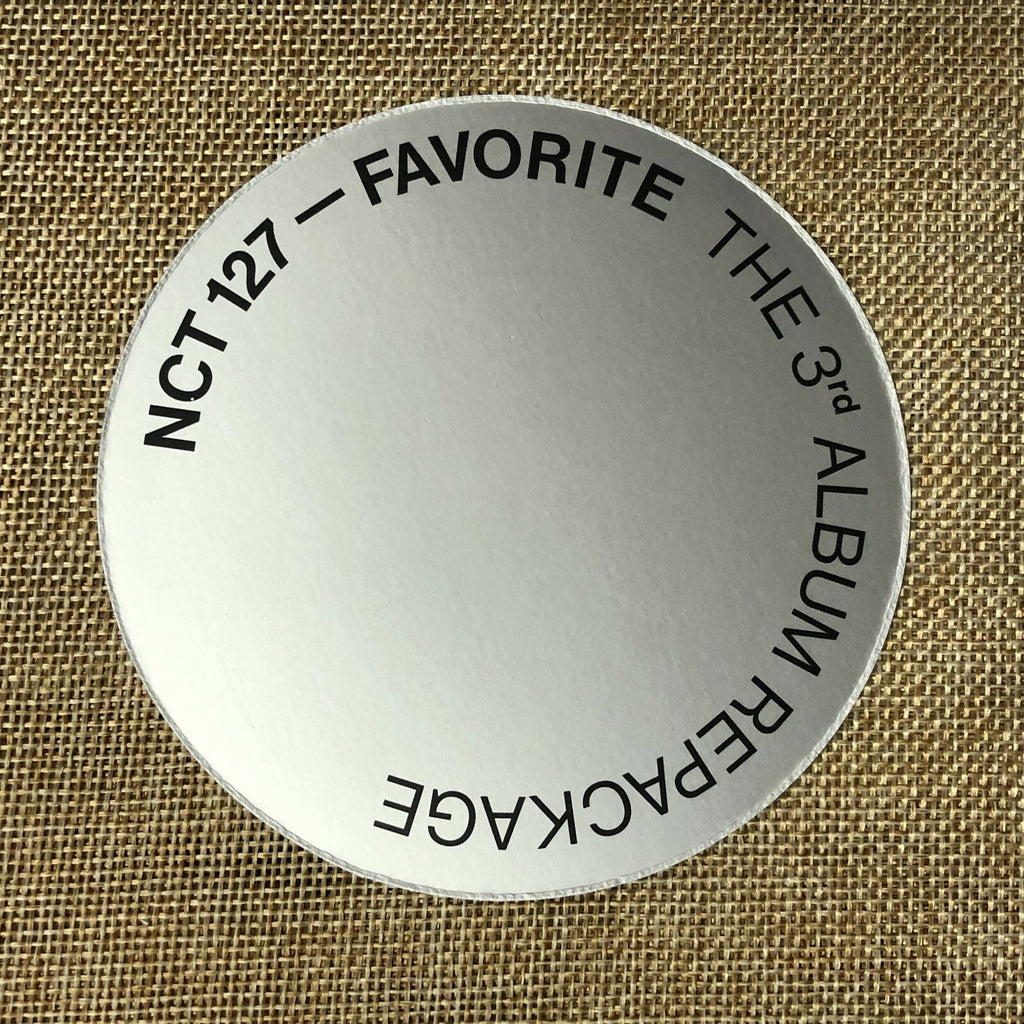 NCT 127 — FAVORITE THE 3rd ALBUM REPACKAGE